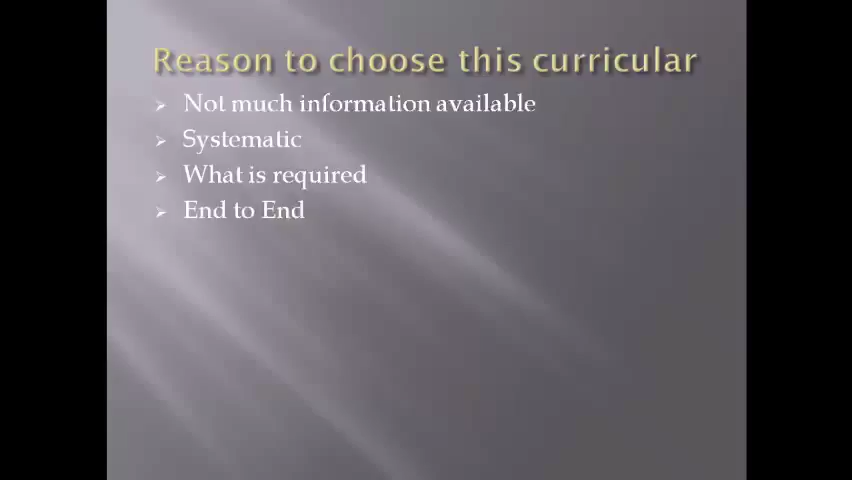 Reason to choose this curricular
Not much information available
Systematic
What is required
End to End